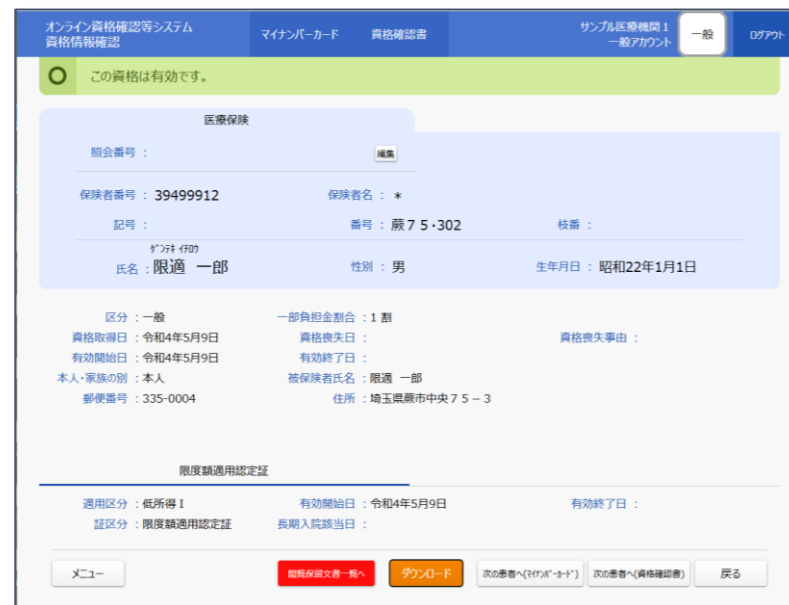 オンライン資格確認等システム
資格情報確認
マイナンバーカード 資格確認書
サンプル医療機関1
一般アカウント
一般
ログアウト
この資格は有効です。
医療保険
照会番号 : 編集
保険者番号 : 39499912 保険者名 : *
記号 : 番号 : 蕨75・302 枝番 :
ゲンテキ イチロウ
氏名 : 限適 一郎 性別 : 男 生年月日 : 昭和22年1月1日
区分 : 一般 一部負担金割合 : 1割
資格取得日 : 令和4年5月9日 資格喪失日 : 資格喪失事由 :
有効開始日 : 令和4年5月9日 有効終了日 :
本人・家族の別 : 本人 被保険者氏名 : 限適 一郎
郵便番号 : 335-0004 住所 : 埼玉県蕨市中央75-3
限度額適用認定証
適用区分 : 低所得Ⅰ 有効開始日 : 令和4年5月9日 有効終了日 :
証区分 : 限度額適用認定証 長期入院該当日 :
メニュー 閲覧保留文書一覧へ ダウンロード 次の患者へ(マイナンバーカード) 次の患者へ(資格確認書) 戻る